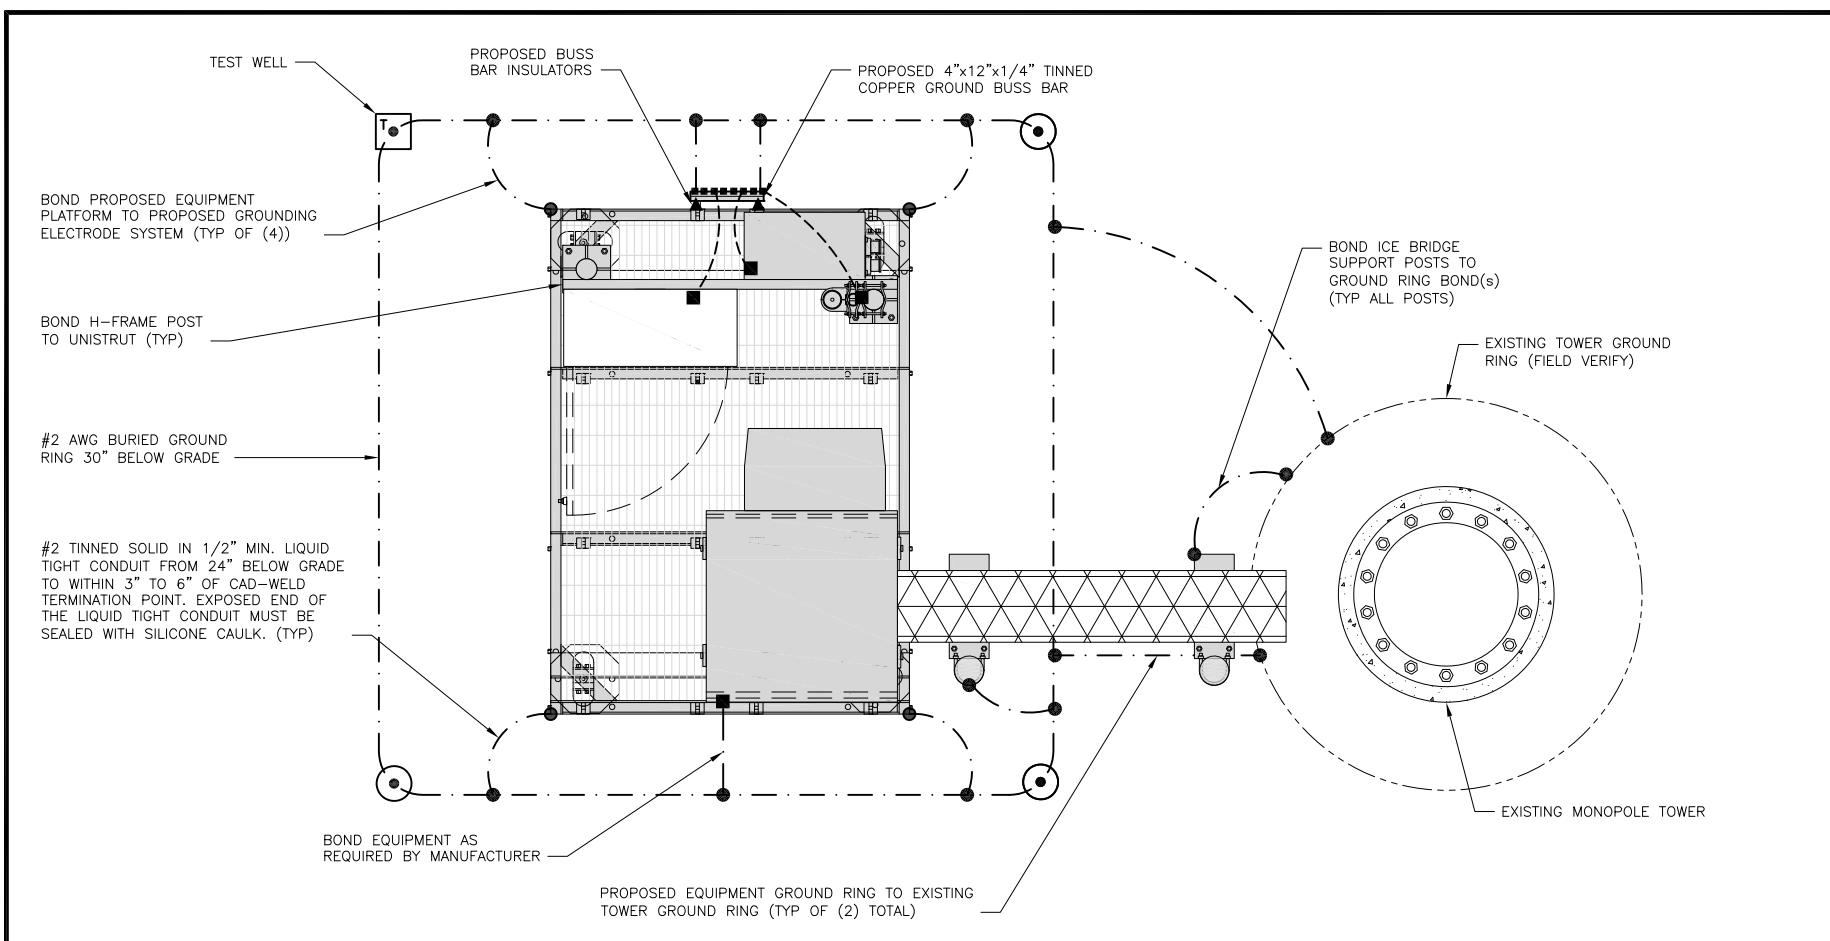 TEST WELL
PROPOSED BUSS
BAR INSULATORS
PROPOSED 4"x12"x1/4" TINNED
COPPER GROUND BUSS BAR
T
BOND PROPOSED EQUIPMENT
PLATFORM TO PROPOSED GROUNDING
ELECTRODE SYSTEM (TYP OF (4))
BOND ICE BRIDGE
SUPPORT POSTS TO
GROUND RING BOND(s)
(TYP ALL POSTS)
BOND H-FRAME POST
TO UNISTRUT (TYP)
EXISTING TOWER GROUND
RING (FIELD VERIFY)
#2 AWG BURIED GROUND
RING 30" BELOW GRADE
#2 TINNED SOLID IN 1/2" MIN. LIQUID
TIGHT CONDUIT FROM 24" BELOW GRADE
TO WITHIN 3" TO 6" OF CAD-WELD
TERMINATION POINT. EXPOSED END OF
THE LIQUID TIGHT CONDUIT MUST BE
SEALED WITH SILICONE CAULK. (TYP)
EXISTING MONOPOLE TOWER
BOND EQUIPMENT AS
REQUIRED BY MANUFACTURER
PROPOSED EQUIPMENT GROUND RING TO EXISTING
TOWER GROUND RING (TYP OF (2) TOTAL)